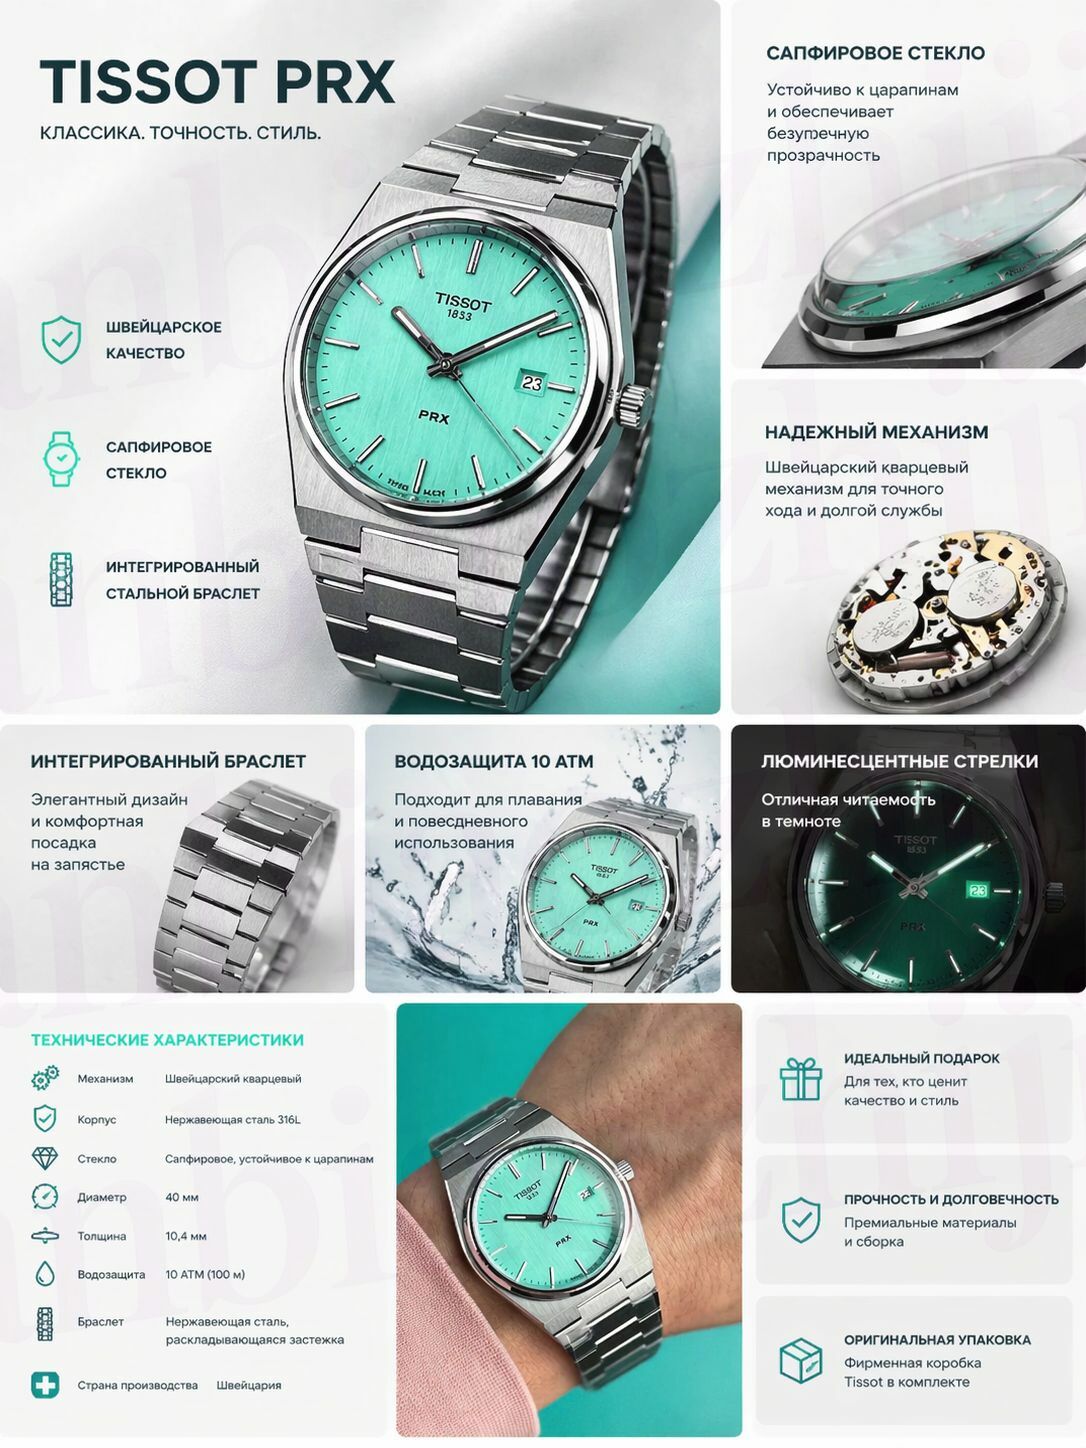 TISSOT PRX
КЛАССИКА. ТОЧНОСТЬ. СТИЛЬ.
ШВЕЙЦАРСКОЕ
КАЧЕСТВО
САПФИРОВОЕ
СТЕКЛО
ИНТЕГРИРОВАННЫЙ
СТАЛЬНОЙ БРАСЛЕТ
TISSOT
1853
23
PRX
САПФИРОВОЕ СТЕКЛО
Устойчиво к царапинам
и обеспечивает
безупречную
прозрачность
НАДЕЖНЫЙ МЕХАНИЗМ
Швейцарский кварцевый
механизм для точного
хода и долгой службы
ИНТЕГРИРОВАННЫЙ БРАСЛЕТ
Элегантный дизайн
и комфортная
посадка
на запястье
ВОДОЗАЩИТА 10 ATM
Подходит для плавания
и повесдневного
использования
TISSOT
PRX
ЛЮМИНЕСЦЕНТНЫЕ СТРЕЛКИ
Отличная читаемость
в темноте
TISSOT
1853
23
PRX
ТЕХНИЧЕСКИЕ ХАРАКТЕРИСТИКИ
Механизм Швейцарский кварцевый
Корпус Нержавеющая сталь 316L
Стекло Сапфировое, устойчивое к царапинам
Диаметр 40 мм
Толщина 10,4 мм
Водозащита 10 ATM (100 м)
Браслет Нержавеющая сталь,
раскладывающаяся застежка
Страна производства Швейцария
TISSOT
PRX
ИДЕАЛЬНЫЙ ПОДАРОК
Для тех, кто ценит
качество и стиль
ПРОЧНОСТЬ И ДОЛГОВЕЧНОСТЬ
Премиальные материалы
и сборка
ОРИГИНАЛЬНАЯ УПАКОВКА
Фирменная коробка
Tissot в комплекте